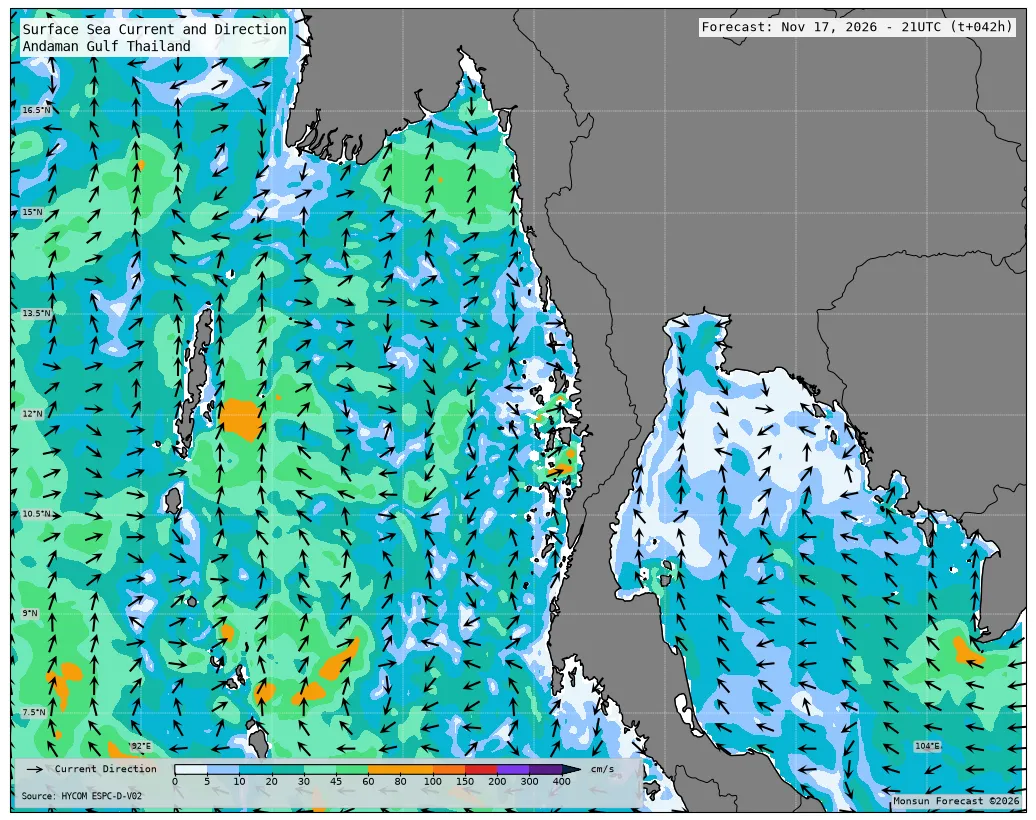 Surface Sea Current and Direction
Andaman Gulf Thailand
Forecast: Nov 17, 2026 - 21UTC (t+042h)
16.5°N
15°N
13.5°N
12°N
10.5°N
9°N
7.5°N
92°E
104°E
Current Direction
0 5 10 20 30 45 60 80 100 150 200 300 400 cm/s
Source: HYCOM ESPC-D-V02
Monsun Forecast ©2026